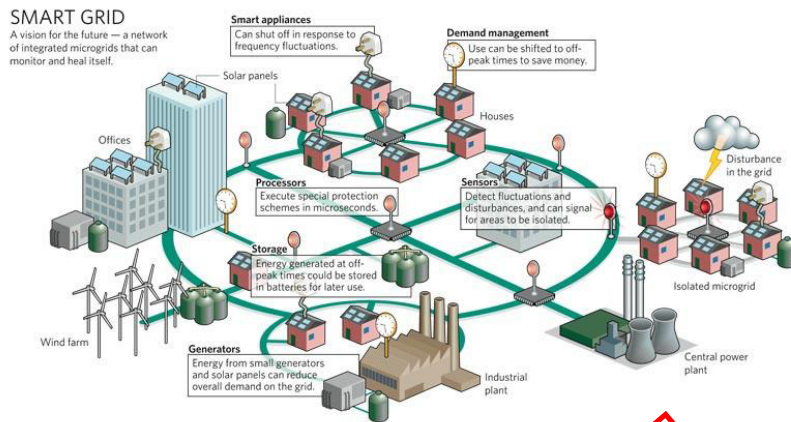 SMART GRID
A vision for the future — a network
of integrated microgrids that can
monitor and heal itself.
Smart appliances
Can shut off in response to
frequency fluctuations.
Demand management
Use can be shifted to off-
peak times to save money.
Solar panels
Houses
Offices
Disturbance
in the grid
Processors
Execute special protection
schemes in microseconds.
Sensors
Detect fluctuations and
disturbances, and can signal
for areas to be isolated.
Storage
Energy generated at off-
peak times could be stored
in batteries for later use.
Isolated microgrid
Wind farm
Generators
Energy from small generators
and solar panels can reduce
overall demand on the grid.
Industrial
plant
Central power
plant